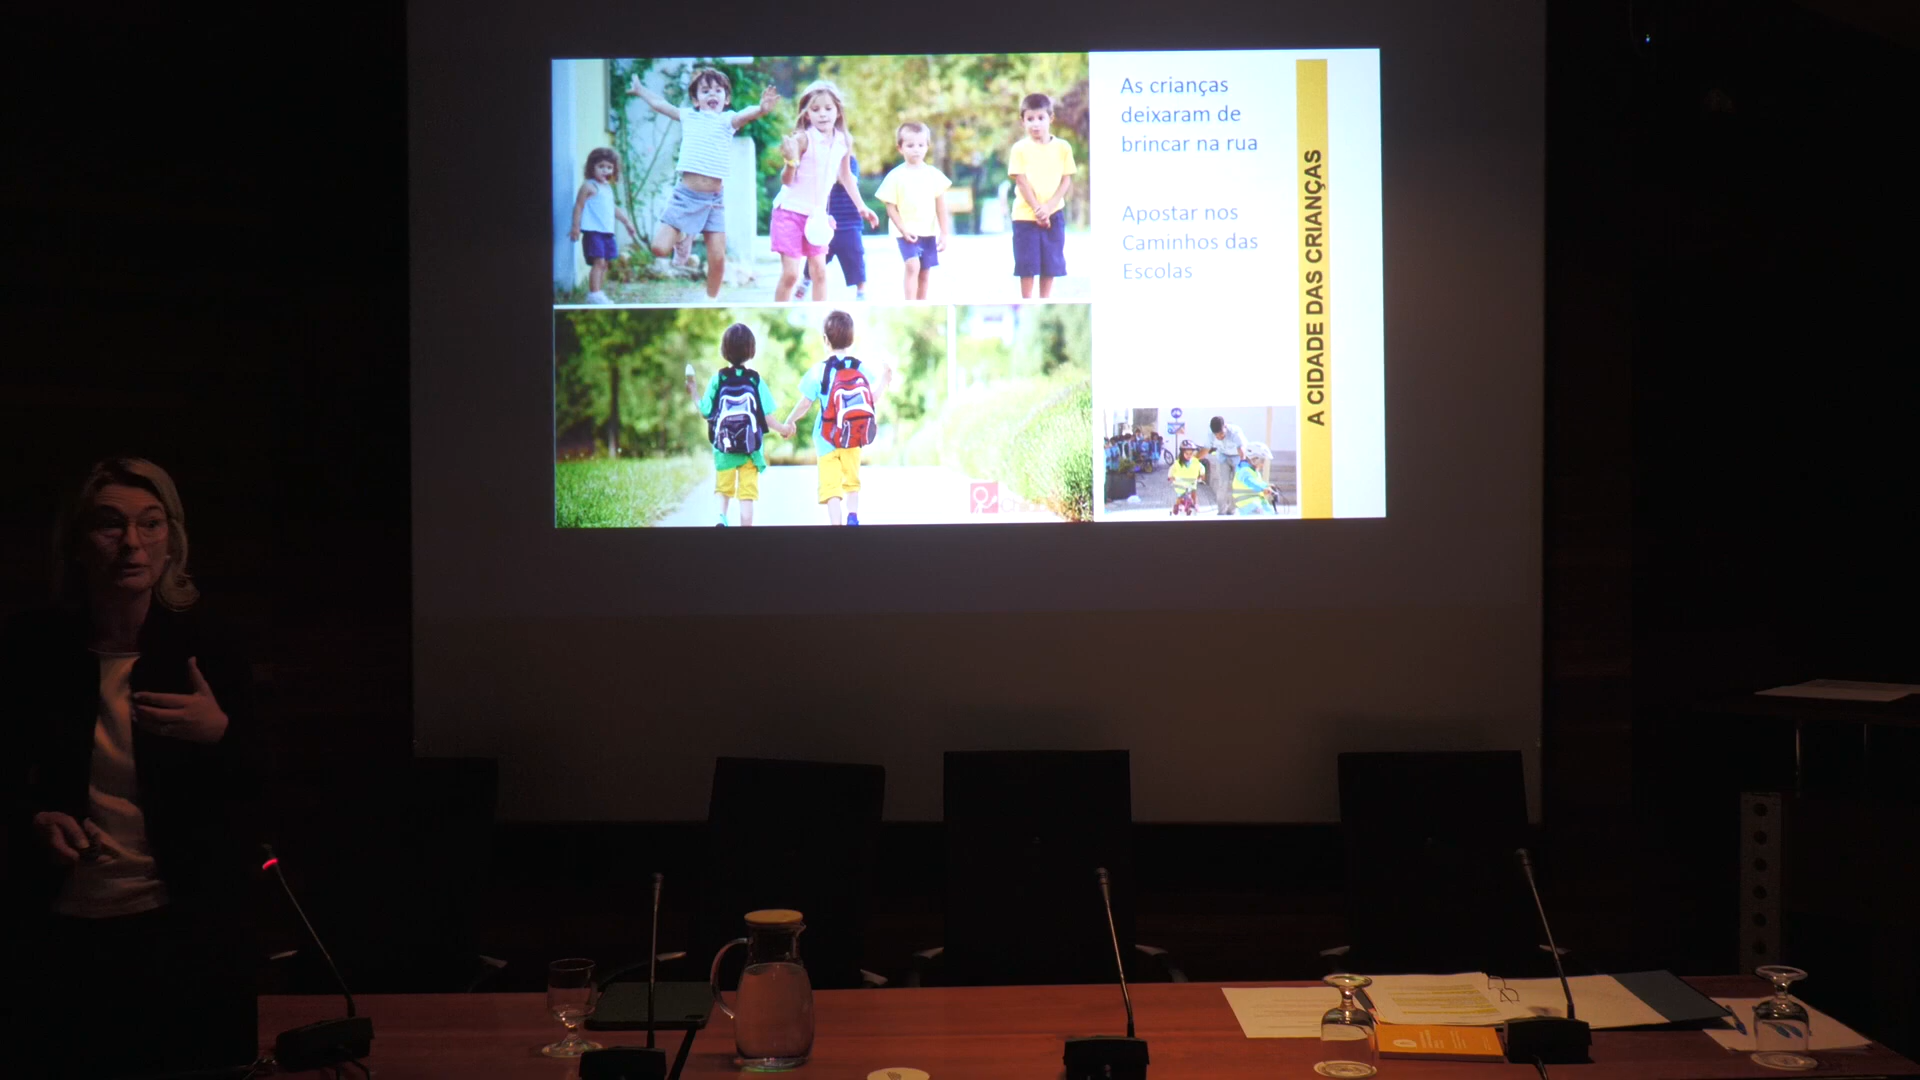 As crianças
deixaram de
brincar na rua
Apostar nos
Caminhos das
Escolas
A CIDADE DAS CRIANÇAS